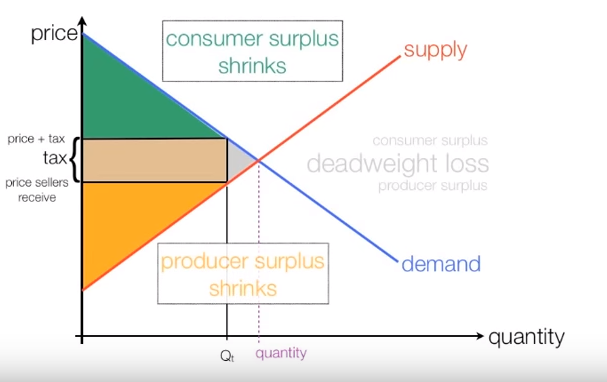 price
consumer surplus
shrinks
supply
price + tax
tax
price sellers
receive
consumer surplus
deadweight loss
producer surplus
producer surplus
shrinks
demand
quantity
Qt
quantity